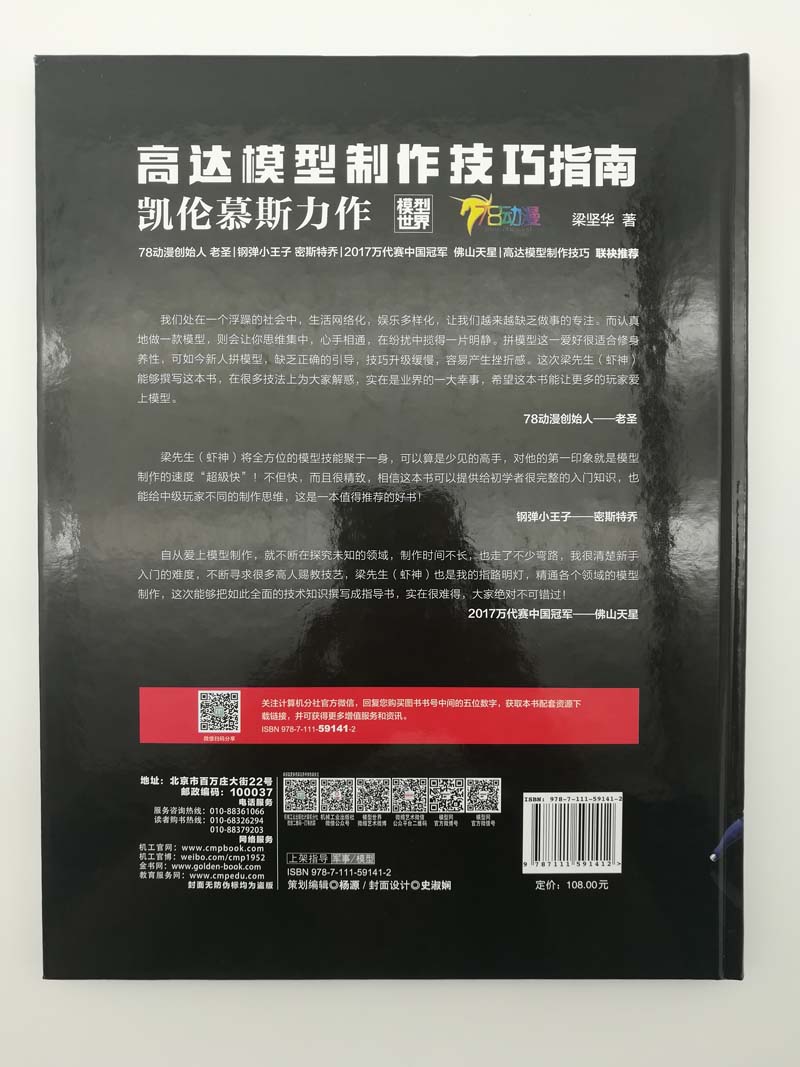 高达模型制作技巧指南
凯伦慕斯力作 模型世界 78动漫 梁坚华 著
78动漫创始人 老圣|钢弹小王子 密斯特乔|2017万代赛中国冠军 佛山天星|高达模型制作技巧 联袂推荐
我们处在一个浮躁的社会中，生活网络化，娱乐多样化，让我们越来越缺乏做事的专注。而认真
地做一款模型，则会让你思维集中，心手相通，在纷扰中揽得一片明静。拼模型这一爱好很适合修身
养性，可如今新人拼模型，缺乏正确的引导，技巧升级缓慢，容易产生挫折感。这次梁先生（虾神）
能够撰写这本书，在很多技法上为大家解惑，实在是业界的一大幸事，希望这本书能让更多的玩家爱
上模型。
78动漫创始人——老圣
梁先生（虾神）将全方位的模型技能聚于一身，可以算是少见的高手，对他的第一印象就是模型
制作的速度“超級快”！不但快，而且很精致，相信这本书可以提供给初学者很完整的入门知识，也
能给中级玩家不同的制作思维，这是一本值得推荐的好书！
钢弹小王子——密斯特乔
自从爱上模型制作，就不断在探究未知的领域，制作时间不长，也走了不少弯路，我很清楚新手
入门的难度，不断寻求很多高人赐教技艺，梁先生（虾神）也是我的指路明灯，精通各个领域的模型
制作，这次能够把如此全面的技术知识撰写成指导书，实在很难得，大家绝对不可错过！
2017万代赛中国冠军——佛山天星
关注计算机分社官方微信，回复您购买图书书号中间的五位数字，获取本书配套资源下
载链接，并可获得更多增值服务和资讯。
ISBN 978-7-111-59141-2
微信扫码分享
地址：北京市百万庄大街22号
邮政编码：100037
电话服务
服务咨询热线：010-88361066
读者购书热线：010-68326294
010-88379203
网络服务
机工官网：www.cmpbook.com
机工官博：weibo.com/cmp1952
金书网：www.golden-book.com
教育服务网：www.cmpedu.com
封面无防伪标均为盗版
机械工业出版社 微信公众号
模型世界 微博
上架指导 军事/模型
ISBN 978-7-111-59141-2
策划编辑◎杨源/封面设计◎史淑娴
ISBN: 978-7-111-59141-2
9 787111 591412 >
定价：108.00元